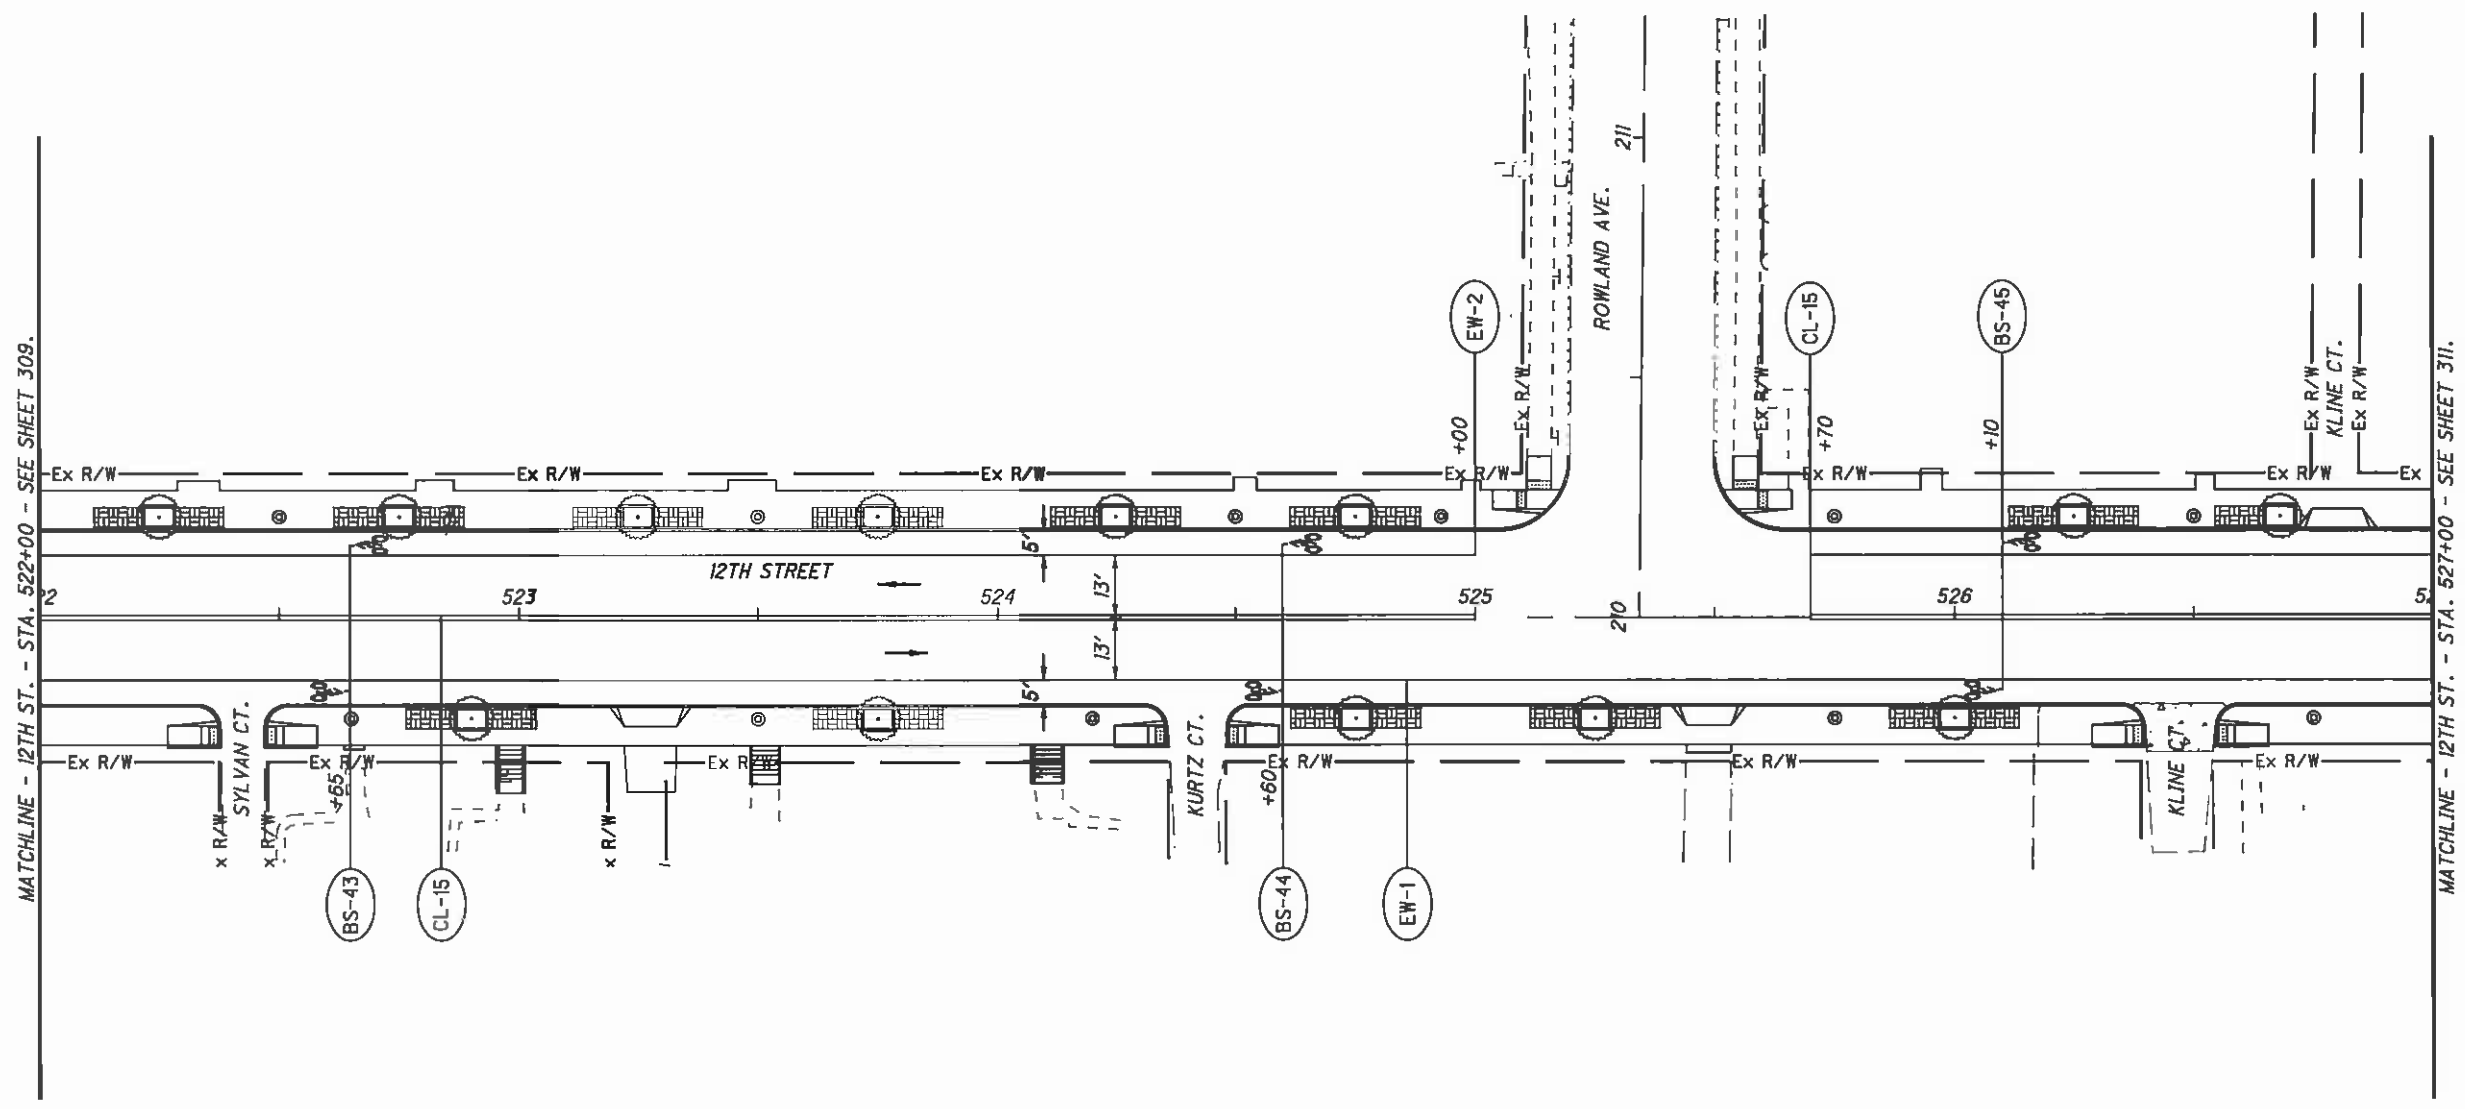 MATCHLINE - 12TH ST. - STA. 522+00 - SEE SHEET 309.
211
ROWLAND AVE.
EW-2
CL-15
BS-45
Ex R/W
Ex R/W
Ex R/W
Ex R/W
KLINE CT.
+00
+70
+10
Ex R/W
Ex R/W
Ex R/W
Ex R/W
Ex R/W
Ex R/W
Ex
5'
12TH STREET
13'
523
524
525
526
210
13'
5'
SYLVAN CT.
KURTZ CT.
KLINE CT.
Ex R/W
Ex R/W
Ex R/W
Ex R/W
Ex R/W
Ex R/W
+65
+60
x R/W
x R/W
x R/W
BS-43
CL-15
BS-44
EW-1
MATCHLINE - 12TH ST. - STA. 527+00 - SEE SHEET 311.